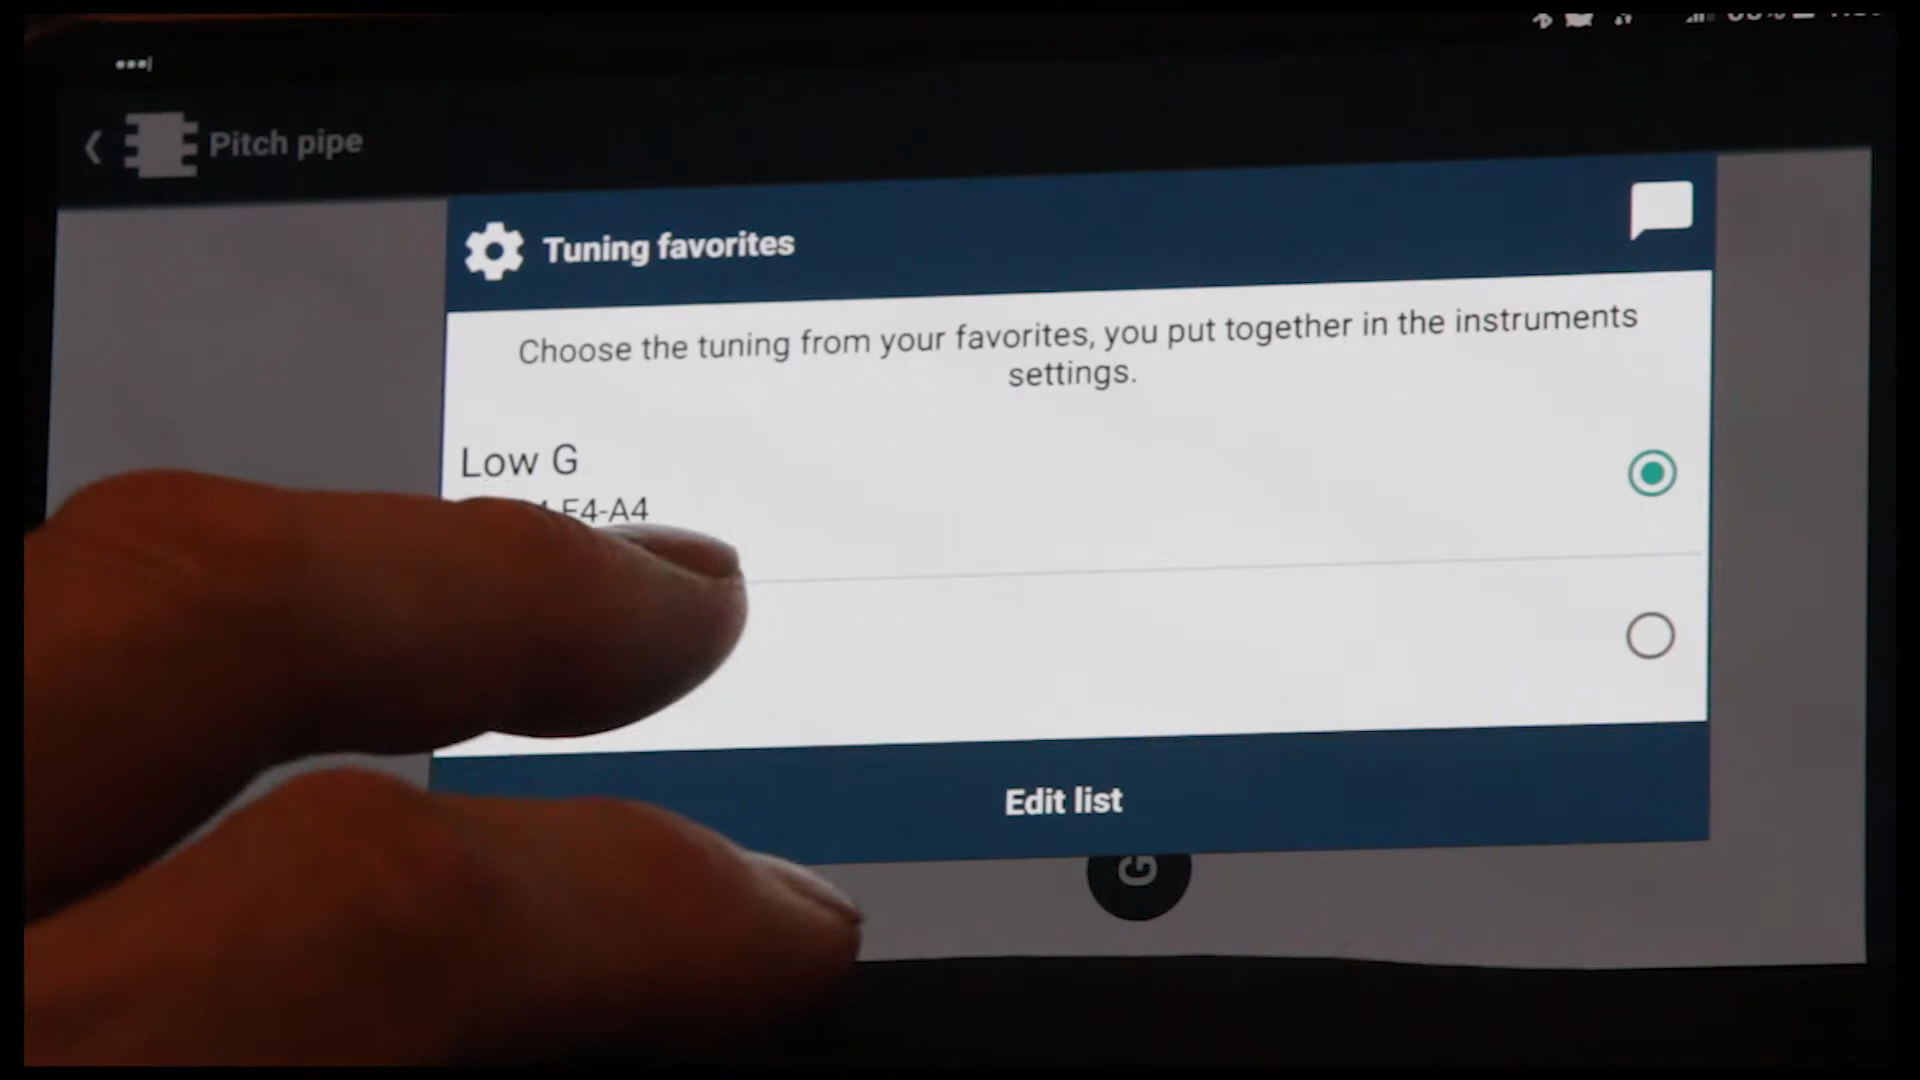 Pitch pipe
Tuning favorites
Choose the tuning from your favorites, you put together in the instruments
settings.
Low G
E4-A4
Edit list
G